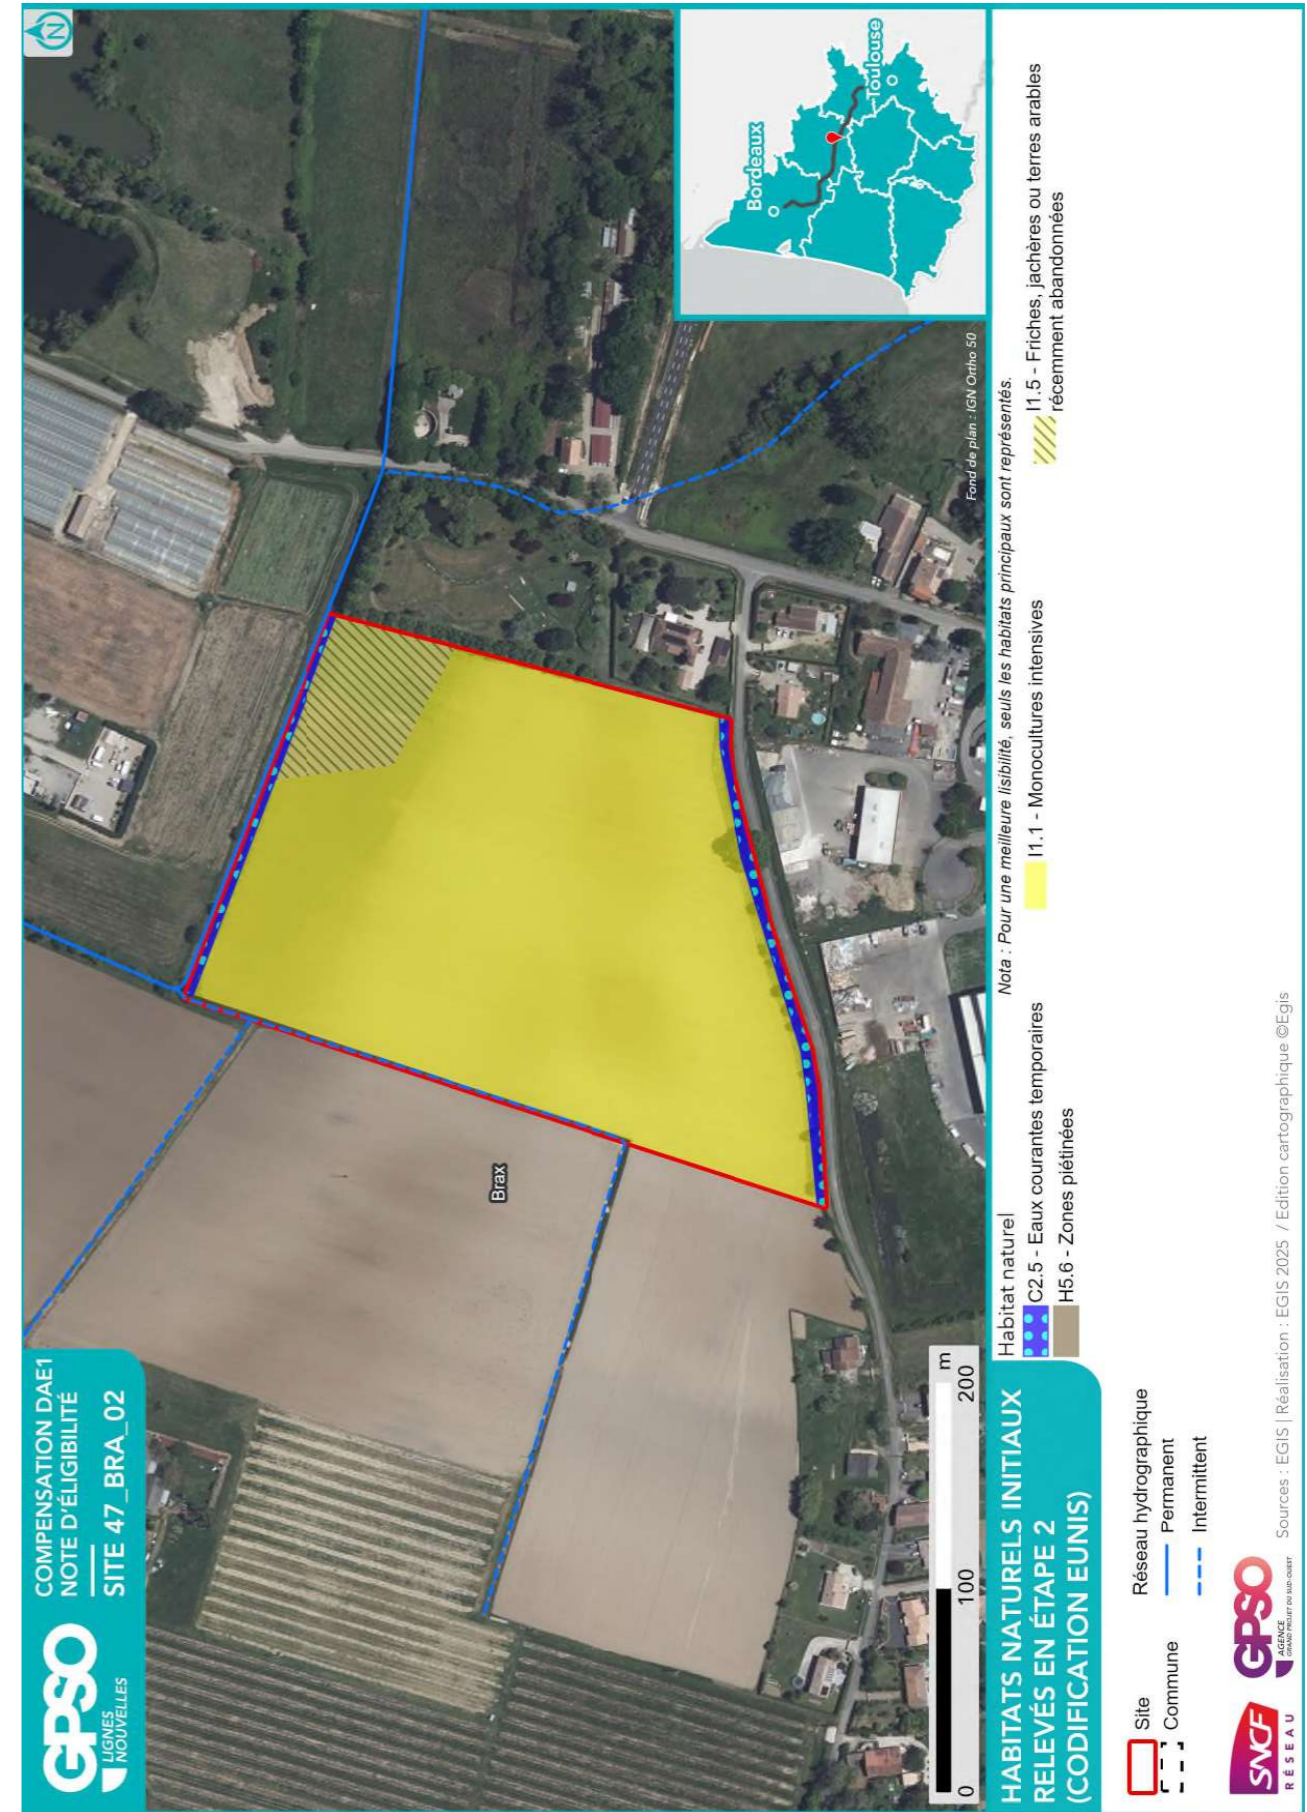 GPSO
LIGNES
NOUVELLES
COMPENSATION DAE1
NOTE D'ÉLIGIBILITÉ
SITE 47_BRA_02
N
Brax
Bordeaux
Toulouse
0 100 200 m
Fond de plan : IGN Ortho 50
HABITATS NATURELS INITIAUX
RELEVÉS EN ÉTAPE 2
(CODIFICATION EUNIS)
Nota : Pour une meilleure lisibilité, seuls les habitats principaux sont représentés.
Habitat naturel
C2.5 - Eaux courantes temporaires
H5.6 - Zones piétinées
I1.1 - Monocultures intensives
I1.5 - Friches, jachères ou terres arables
récemment abandonnées
Site
Commune
Réseau hydrographique
Permanent
Intermittent
SNCF
RÉSEAU
GPSO
AGENCE
GRAND PROJET DU SUD-OUEST
Sources : EGIS | Réalisation : EGIS 2025 / Edition cartographique ©Egis